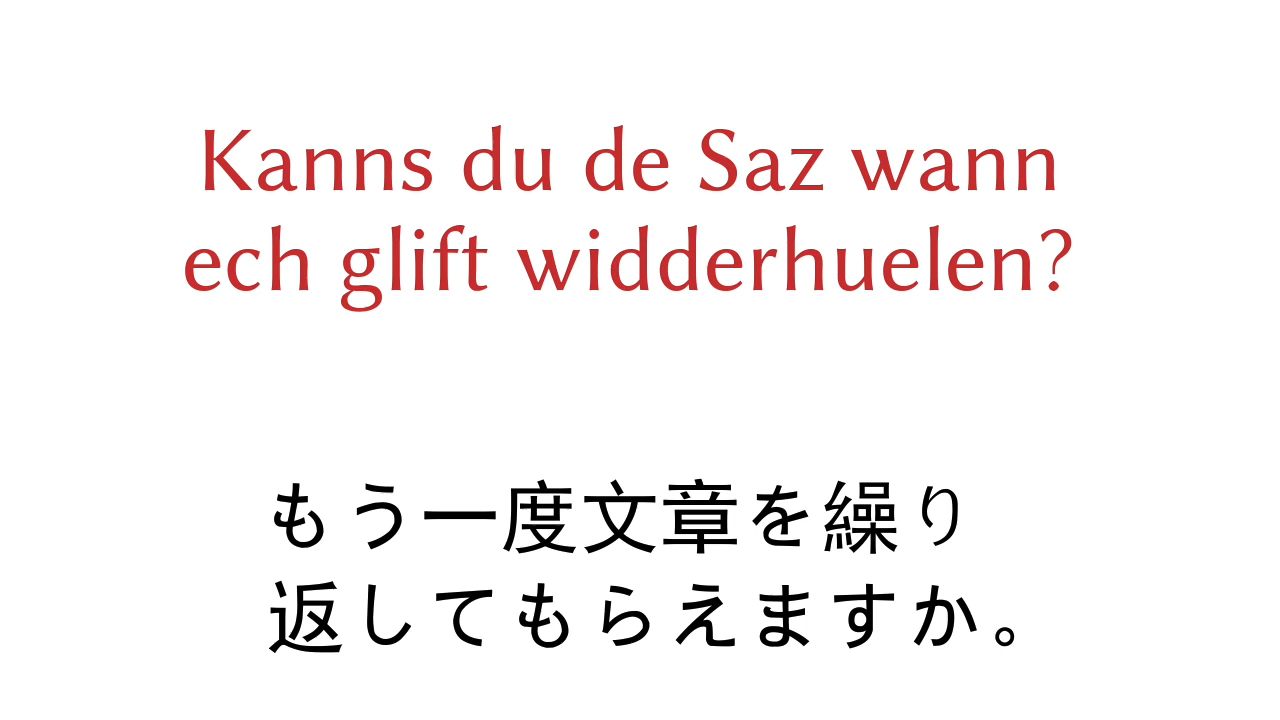 Kanns du de Saz wann
ech glift widderhuelen?
もう一度文章を繰り
返してもらえますか。